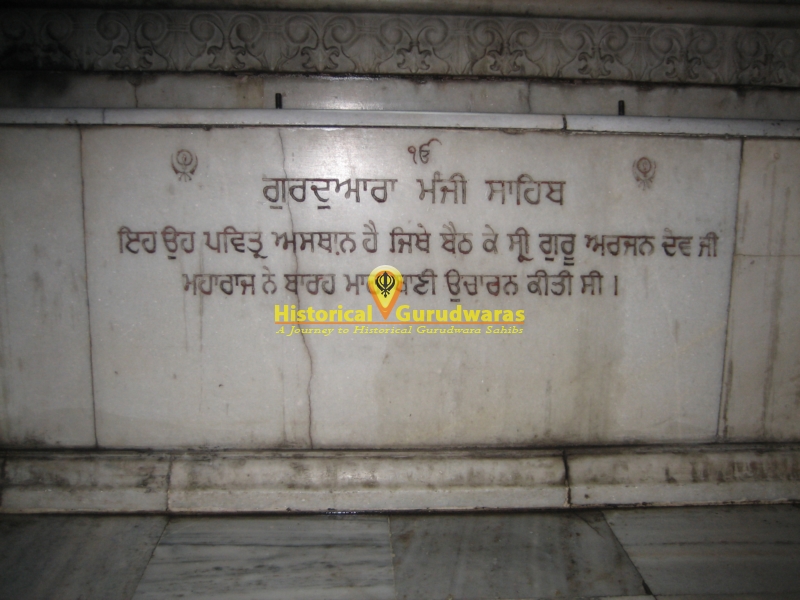 ੴ
ਗੁਰਦੁਆਰਾ ਮੰਜੀ ਸਾਹਿਬ
ਇਹ ਉਹ ਪਵਿਤ੍ਰ ਅਸਥਾਨ ਹੈ ਜਿਥੇ ਬੈਠ ਕੇ ਸ੍ਰੀ ਗੁਰੂ ਅਰਜਨ ਦੇਵ ਜੀ
ਮਹਾਰਾਜ ਨੇ ਬਾਰਹ ਉਚਾਰਨ ਕੀਤੀ ਸੀ।
Historical Gurudwaras
A Journey to Historical Gurudwara Sahibs